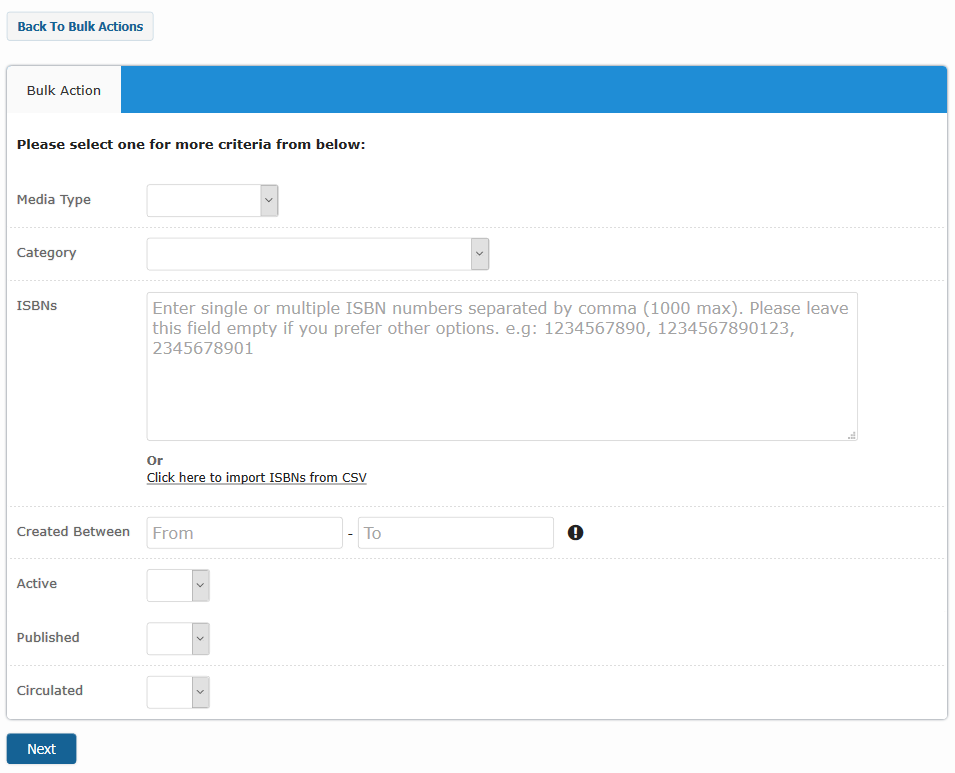 Back To Bulk Actions
Bulk Action
Please select one for more criteria from below:
Media Type
Category
ISBNs
Enter single or multiple ISBN numbers separated by comma (1000 max). Please leave
this field empty if you prefer other options. e.g: 1234567890, 1234567890123,
2345678901
Or
Click here to import ISBNs from CSV
Created Between
From - To
Active
Published
Circulated
Next